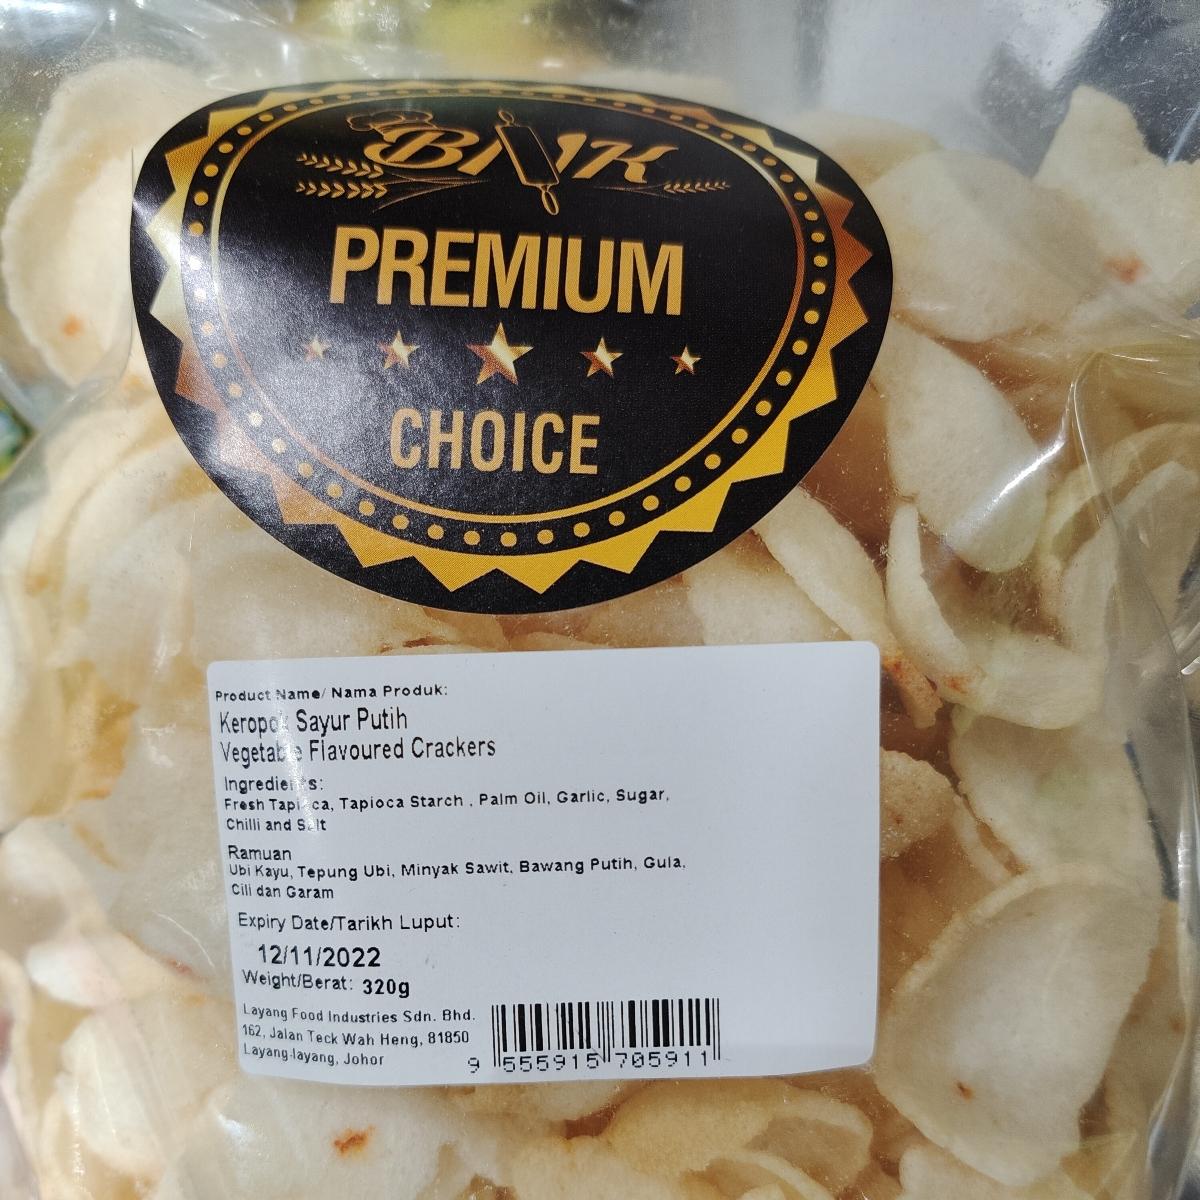 PREMIUM
CHOICE
Product Name/ Nama Produk:
Keropok Sayur Putih
Vegetable Flavoured Crackers
Ingredients:
Fresh Tapioca, Tapioca Starch , Palm Oil, Garlic, Sugar,
Chilli and Salt
Ramuan
Ubi Kayu, Tepung Ubi, Minyak Sawit, Bawang Putih, Gula,
Cili dan Garam
Expiry Date/Tarikh Luput:
12/11/2022
Weight/Berat: 320g
Layang Food Industries Sdn. Bhd.
162, Jalan Teck Wah Heng, 81850
Layang-layang, Johor
9 555915 705911